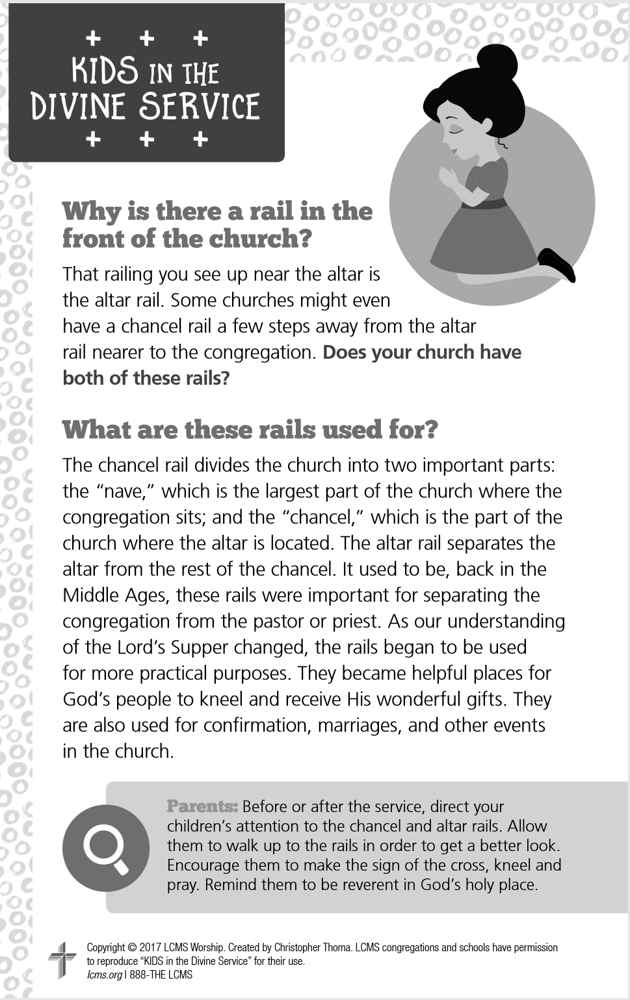 KIDS IN THE
DIVINE SERVICE
Why is there a rail in the
front of the church?
That railing you see up near the altar is
the altar rail. Some churches might even
have a chancel rail a few steps away from the altar
rail nearer to the congregation. Does your church have
both of these rails?
What are these rails used for?
The chancel rail divides the church into two important parts:
the “nave,” which is the largest part of the church where the
congregation sits; and the “chancel,” which is the part of the
church where the altar is located. The altar rail separates the
altar from the rest of the chancel. It used to be, back in the
Middle Ages, these rails were important for separating the
congregation from the pastor or priest. As our understanding
of the Lord’s Supper changed, the rails began to be used
for more practical purposes. They became helpful places for
God’s people to kneel and receive His wonderful gifts. They
are also used for confirmation, marriages, and other events
in the church.
Parents: Before or after the service, direct your
children’s attention to the chancel and altar rails. Allow
them to walk up to the rails in order to get a better look.
Encourage them to make the sign of the cross, kneel and
pray. Remind them to be reverent in God’s holy place.
Copyright © 2017 LCMS Worship. Created by Christopher Thoma. LCMS congregations and schools have permission
to reproduce “KIDS in the Divine Service” for their use.
lcms.org | 888-THE LCMS